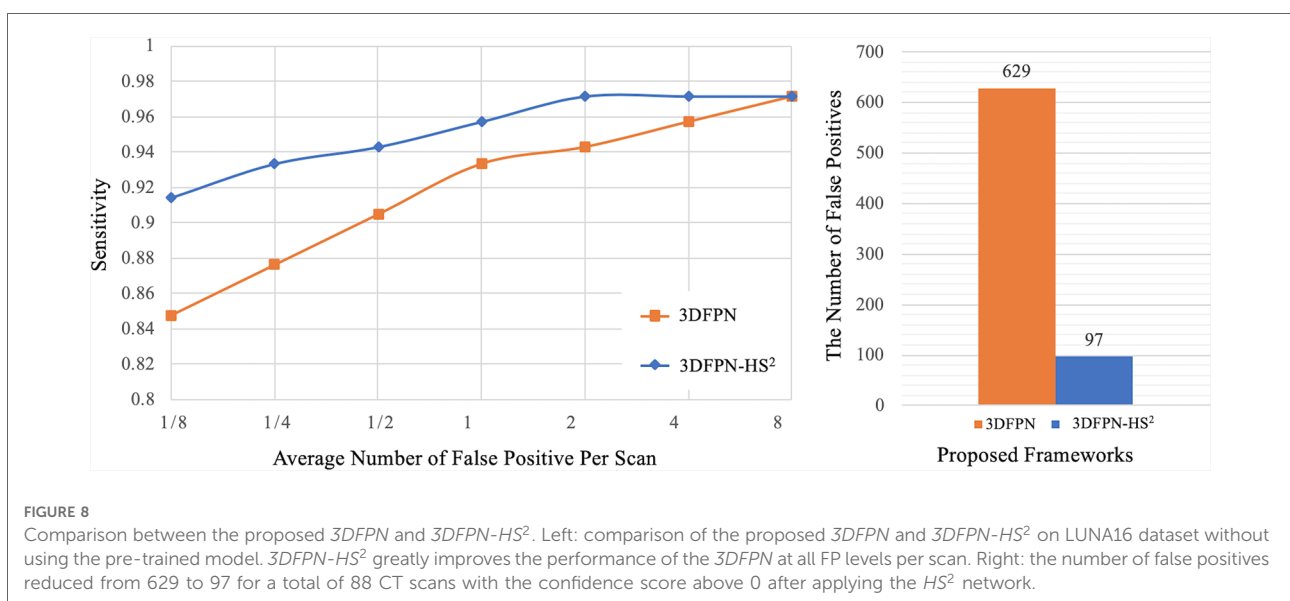 1
0.98
0.96
0.94
0.92
0.9
0.88
0.86
0.84
0.82
0.8
Sensitivity
3DFPN
3DFPN-HS²
1/8 1/4 1/2 1 2 4 8
Average Number of False Positive Per Scan
700
600
500
400
300
200
100
0
The Number of False Positives
629
97
3DFPN 3DFPN-HS²
Proposed Frameworks
FIGURE 8
Comparison between the proposed 3DFPN and 3DFPN-HS². Left: comparison of the proposed 3DFPN and 3DFPN-HS² on LUNA16 dataset without
using the pre-trained model. 3DFPN-HS² greatly improves the performance of the 3DFPN at all FP levels per scan. Right: the number of false positives
reduced from 629 to 97 for a total of 88 CT scans with the confidence score above 0 after applying the HS² network.